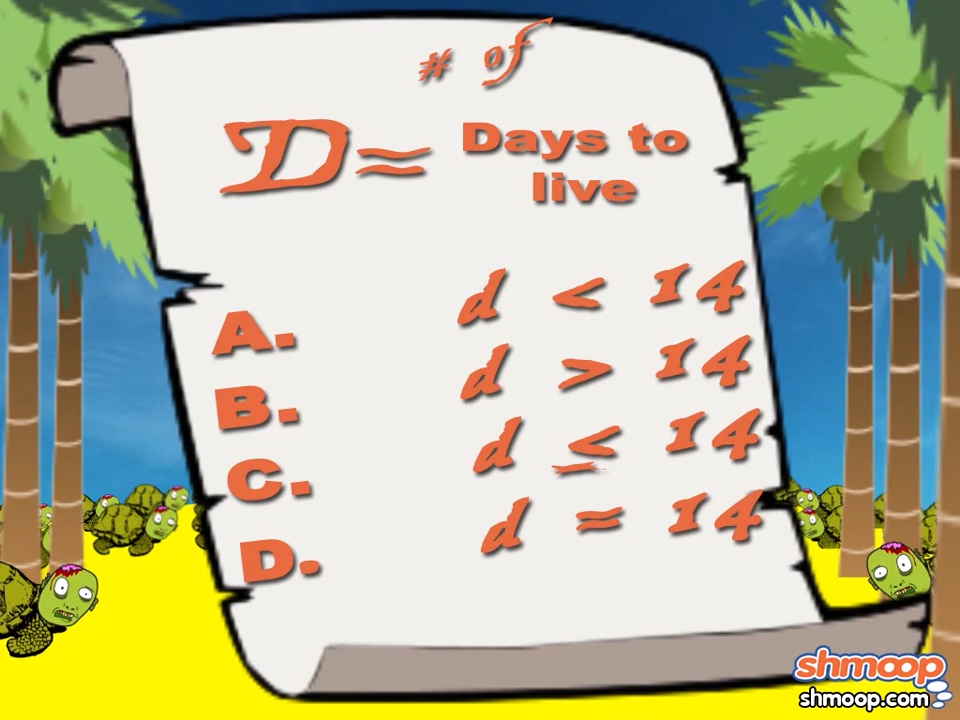 # of
D= Days to
live
A. d < 14
B. d > 14
C. d ≤ 14
D. d = 14
shmoop
shmoop.com